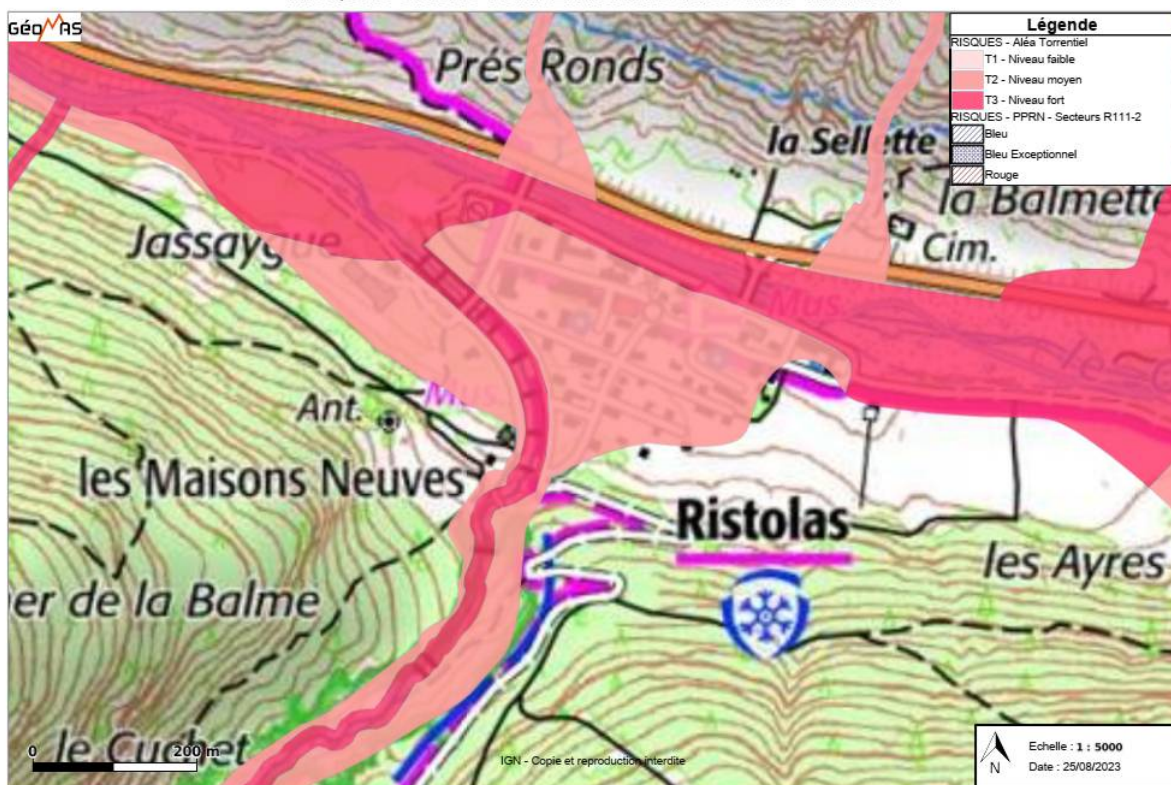 GéoMAS
Légende
RISQUES - Aléa Torrentiel
T1 - Niveau faible
T2 - Niveau moyen
T3 - Niveau fort
RISQUES - PPRN - Secteurs R111-2
Bleu
Bleu Exceptionnel
Rouge
Prés Ronds
la Sellette
la Balmette
Cim.
Jassaygue
Mus.
Mus.
Ant.
les Maisons Neuves
Ristolas
les Ayres
er de la Balme
le Cuchet
0
200 m
IGN - Copie et reproduction interdite
Echelle : 1 : 5000
Date : 25/08/2023
N